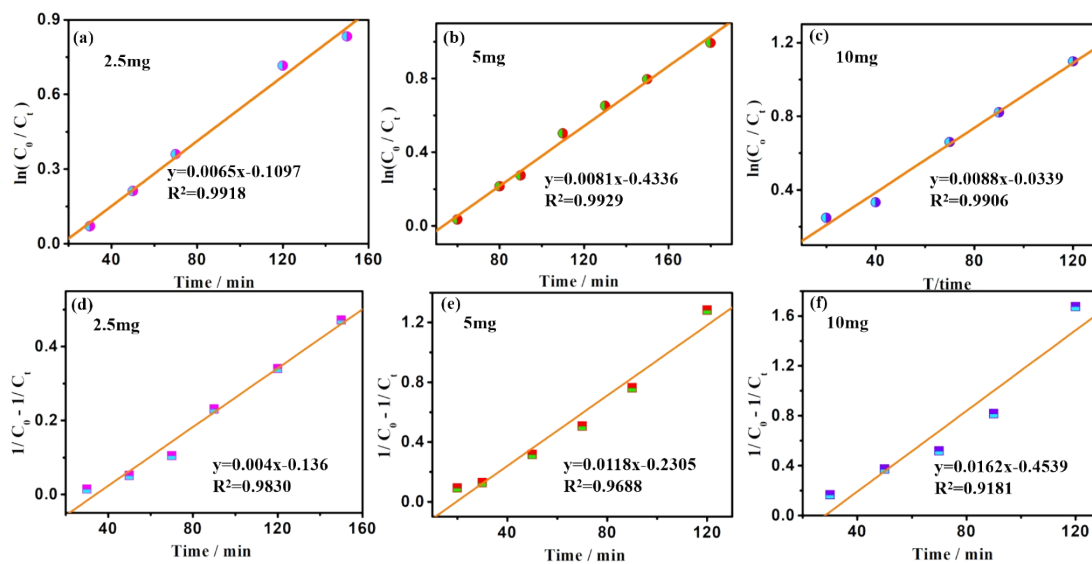 (a)
2.5mg
y=0.0065x-0.1097
R²=0.9918
ln( C₀ / Cₜ )
0.0
0.3
0.6
0.9
40
80
120
160
Time / min
(b)
5mg
y=0.0081x-0.4336
R²=0.9929
ln(C₀ / Cₜ )
0.0
0.4
0.8
80
120
160
Time / min
(c)
10mg
y=0.0088x-0.0339
R²=0.9906
ln(C₀ / Cₜ )
0.4
0.8
1.2
40
80
120
T/time
(d)
2.5mg
y=0.004x-0.136
R²=0.9830
1/ C₀ - 1/ Cₜ
0.0
0.2
0.4
40
80
120
160
Time / min
(e)
5mg
y=0.0118x-0.2305
R²=0.9688
1/ C₀ - 1/ Cₜ
0.0
0.4
0.8
1.2
40
80
120
Time / min
(f)
10mg
y=0.0162x-0.4539
R²=0.9181
1/ C₀ - 1/ Cₜ
0.0
0.4
0.8
1.2
1.6
40
80
120
Time / min